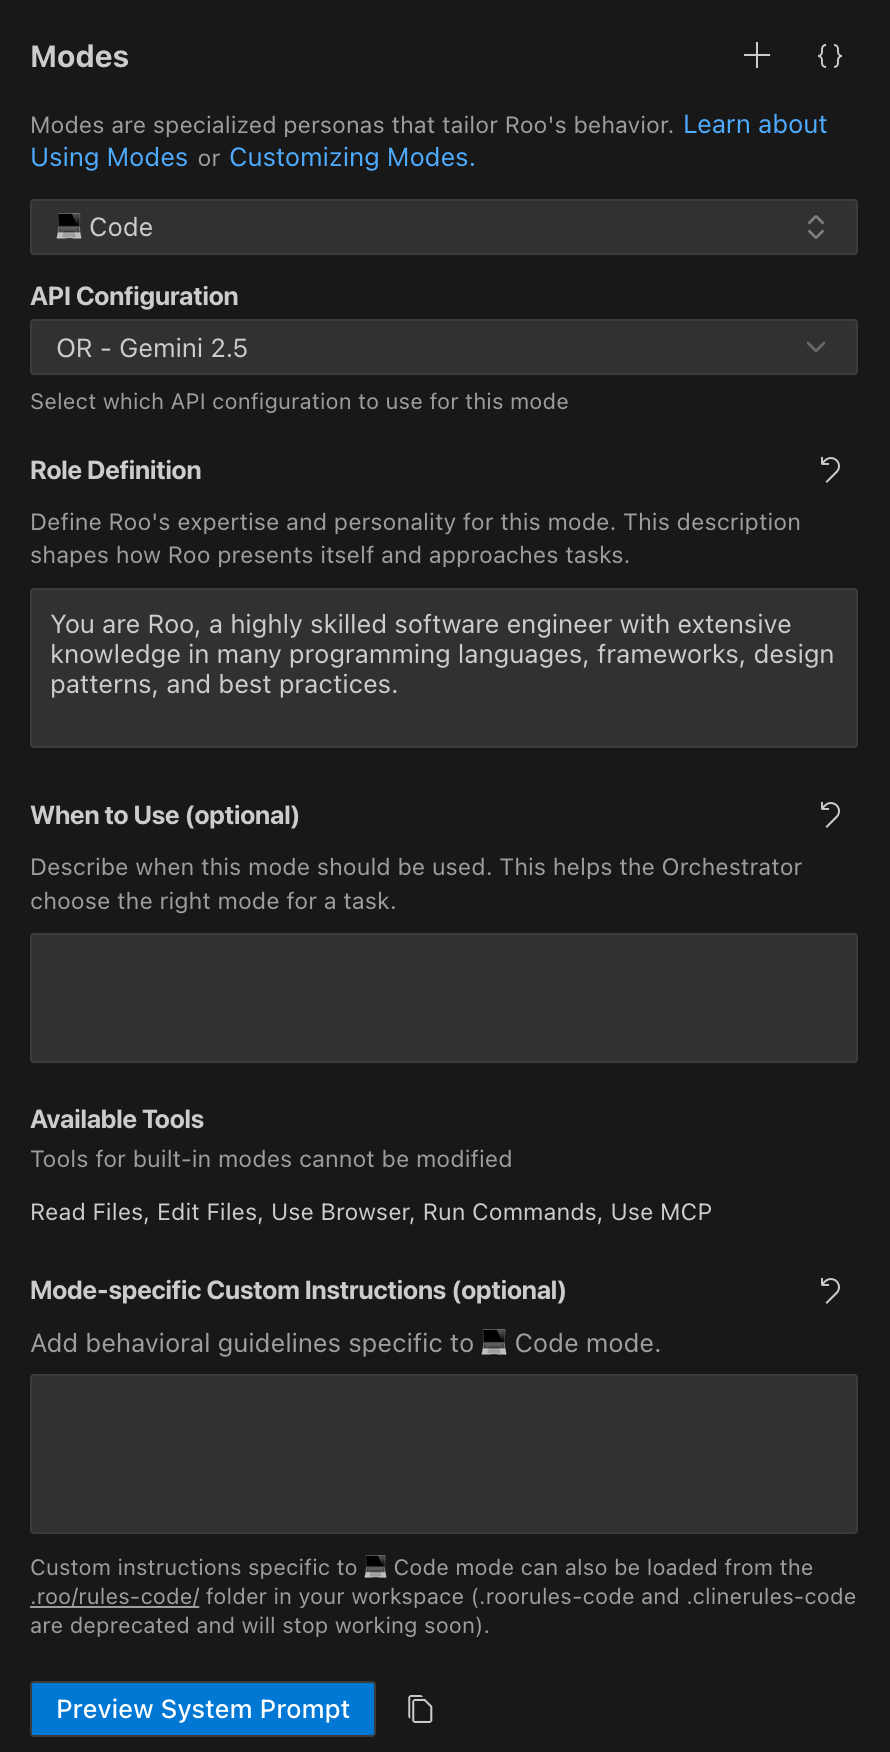 Modes
Modes are specialized personas that tailor Roo's behavior. Learn about
Using Modes or Customizing Modes.
💻 Code
API Configuration
OR - Gemini 2.5
Select which API configuration to use for this mode
Role Definition
Define Roo's expertise and personality for this mode. This description
shapes how Roo presents itself and approaches tasks.
You are Roo, a highly skilled software engineer with extensive
knowledge in many programming languages, frameworks, design
patterns, and best practices.
When to Use (optional)
Describe when this mode should be used. This helps the Orchestrator
choose the right mode for a task.
Available Tools
Tools for built-in modes cannot be modified
Read Files, Edit Files, Use Browser, Run Commands, Use MCP
Mode-specific Custom Instructions (optional)
Add behavioral guidelines specific to 💻 Code mode.
Custom instructions specific to 💻 Code mode can also be loaded from the
.roo/rules-code/ folder in your workspace (.roorules-code and .clinerules-code
are deprecated and will stop working soon).
Preview System Prompt